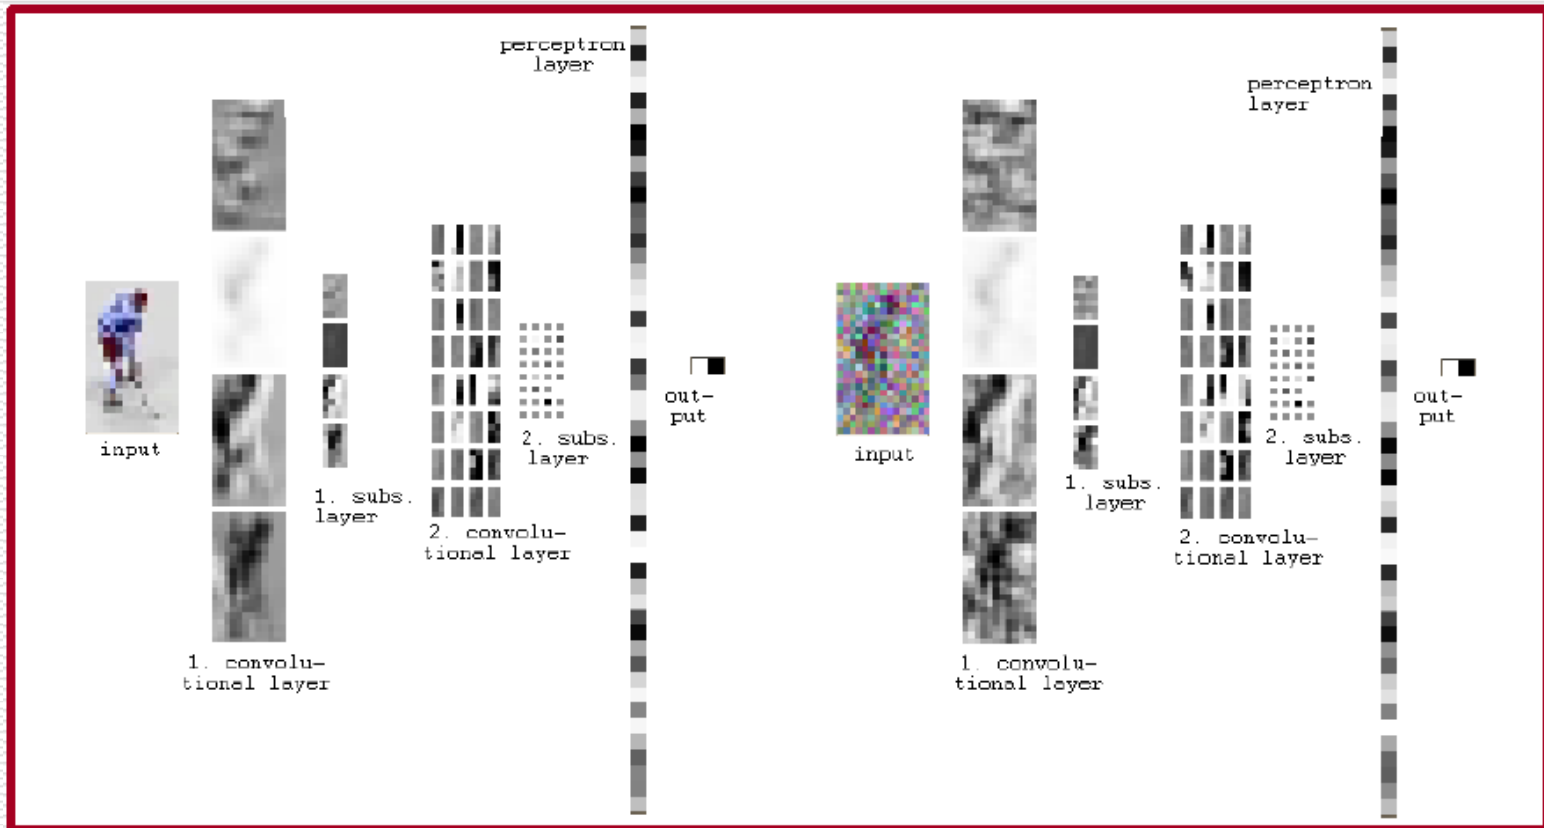 perceptron
layer
input
1. convolu-
tional layer
1. subs.
layer
2. convolu-
tional layer
2. subs.
layer
out-
put
perceptron
layer
input
1. convolu-
tional layer
1. subs.
layer
2. convolu-
tional layer
2. subs.
layer
out-
put